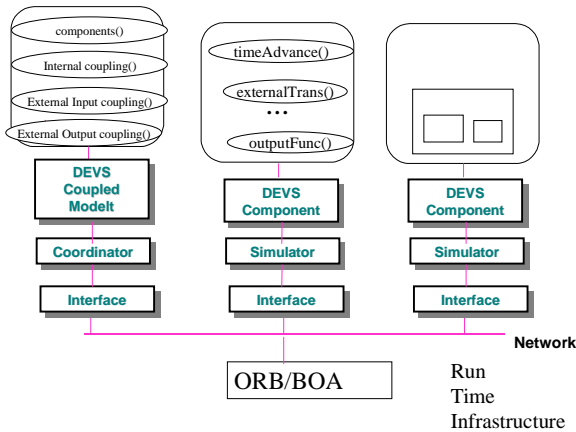 components()
Internal coupling()
External Input coupling()
External Output coupling()
timeAdvance()
externalTrans()
...
outputFunc()
DEVS
Coupled
Modelt
DEVS
Component
DEVS
Component
Coordinator
Simulator
Simulator
Interface
Interface
Interface
Network
ORB/BOA
Run
Time
Infrastructure